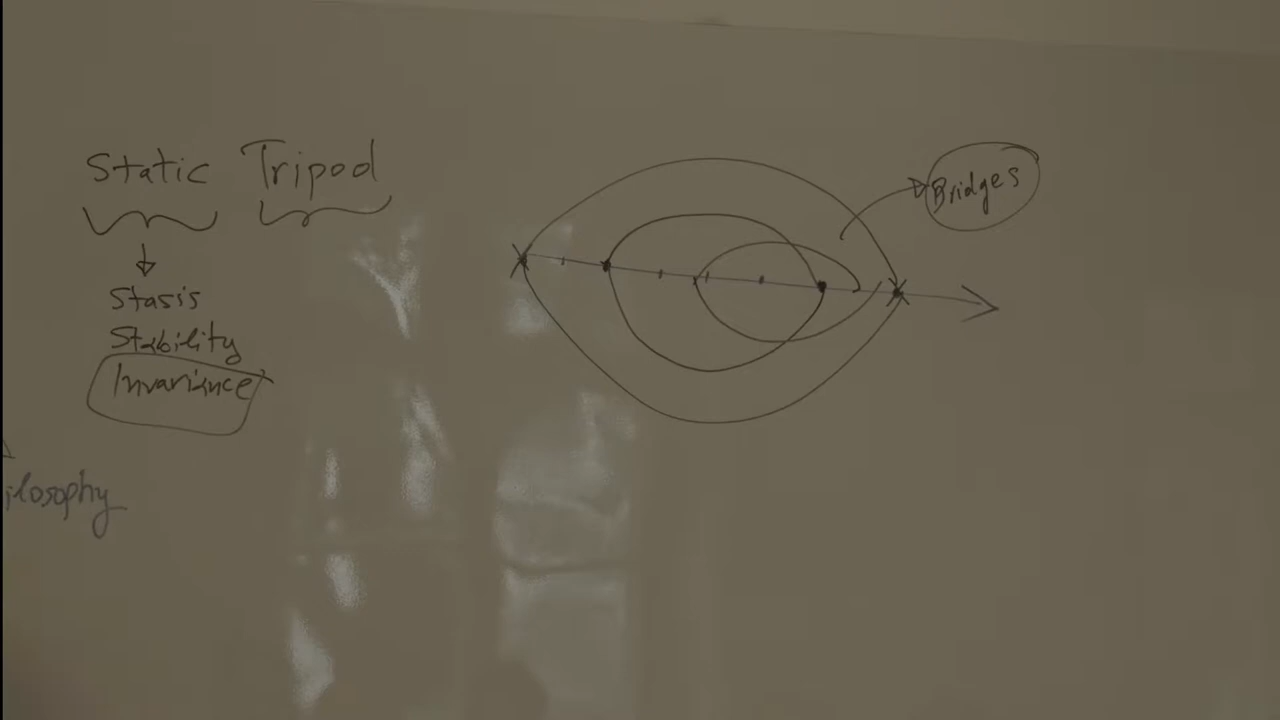 Static Tripod
Stasis
Stability
Invariance
ilosophy
Bridges